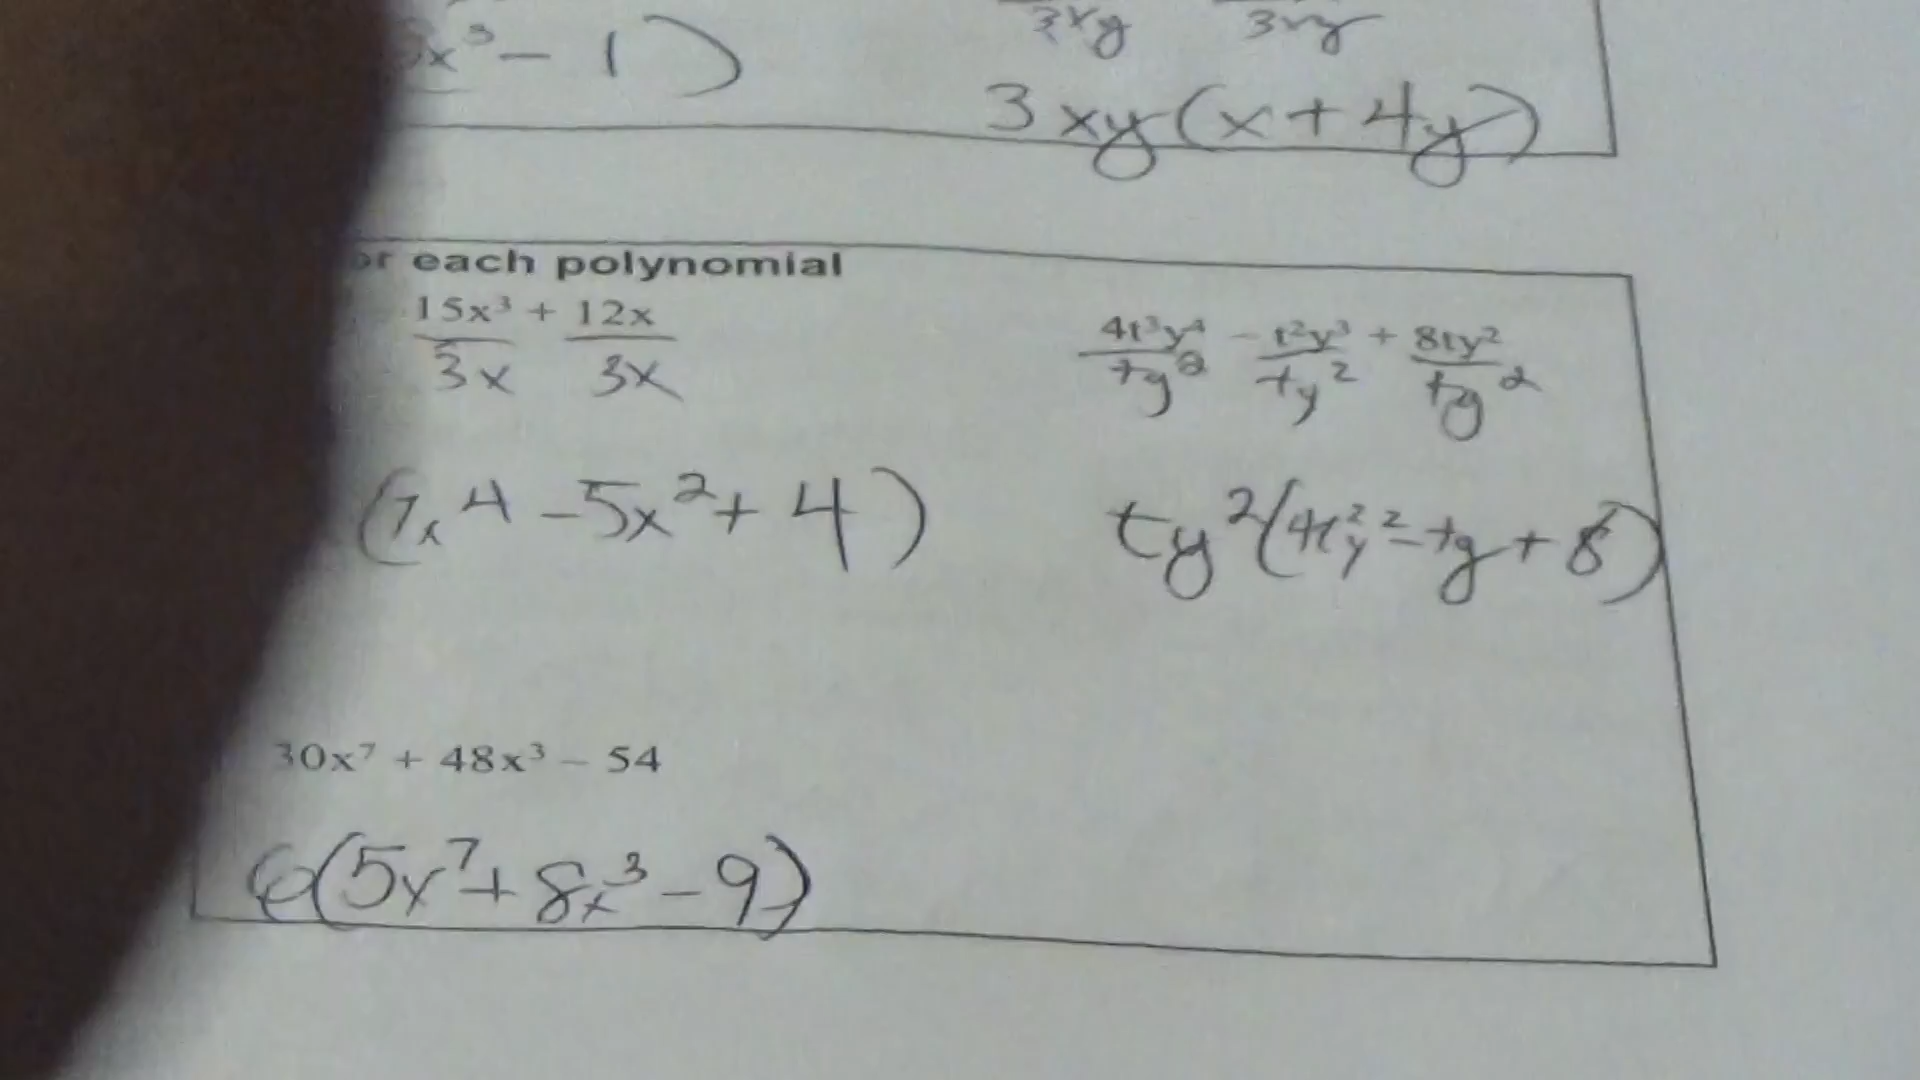 x³ - 1)
3xy 3xy
3xy(x + 4y)
or each polynomial
15x³ + 12x
3x 3x
4t³y⁴ - t²y³ + 8ty²
ty² ty² ty²
(7x⁴ - 5x² + 4)
ty²(4t²y² - ty + 8)
30x⁷ + 48x³ - 54
6(5x⁷ + 8x³ - 9)